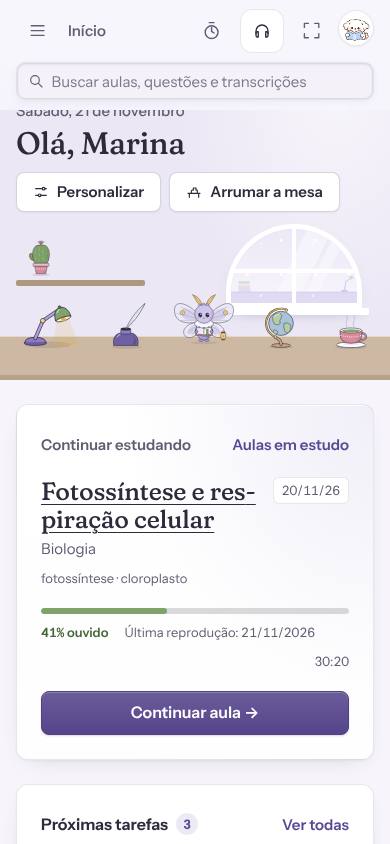 Início
Buscar aulas, questões e transcrições
Sábado, 21 de novembro
Olá, Marina
Personalizar
Arrumar a mesa
Continuar estudando
Aulas em estudo
Fotossíntese e res-
piração celular
20/11/26
Biologia
fotossíntese · cloroplasto
41% ouvido
Última reprodução: 21/11/2026
30:20
Continuar aula →
Próximas tarefas
3
Ver todas